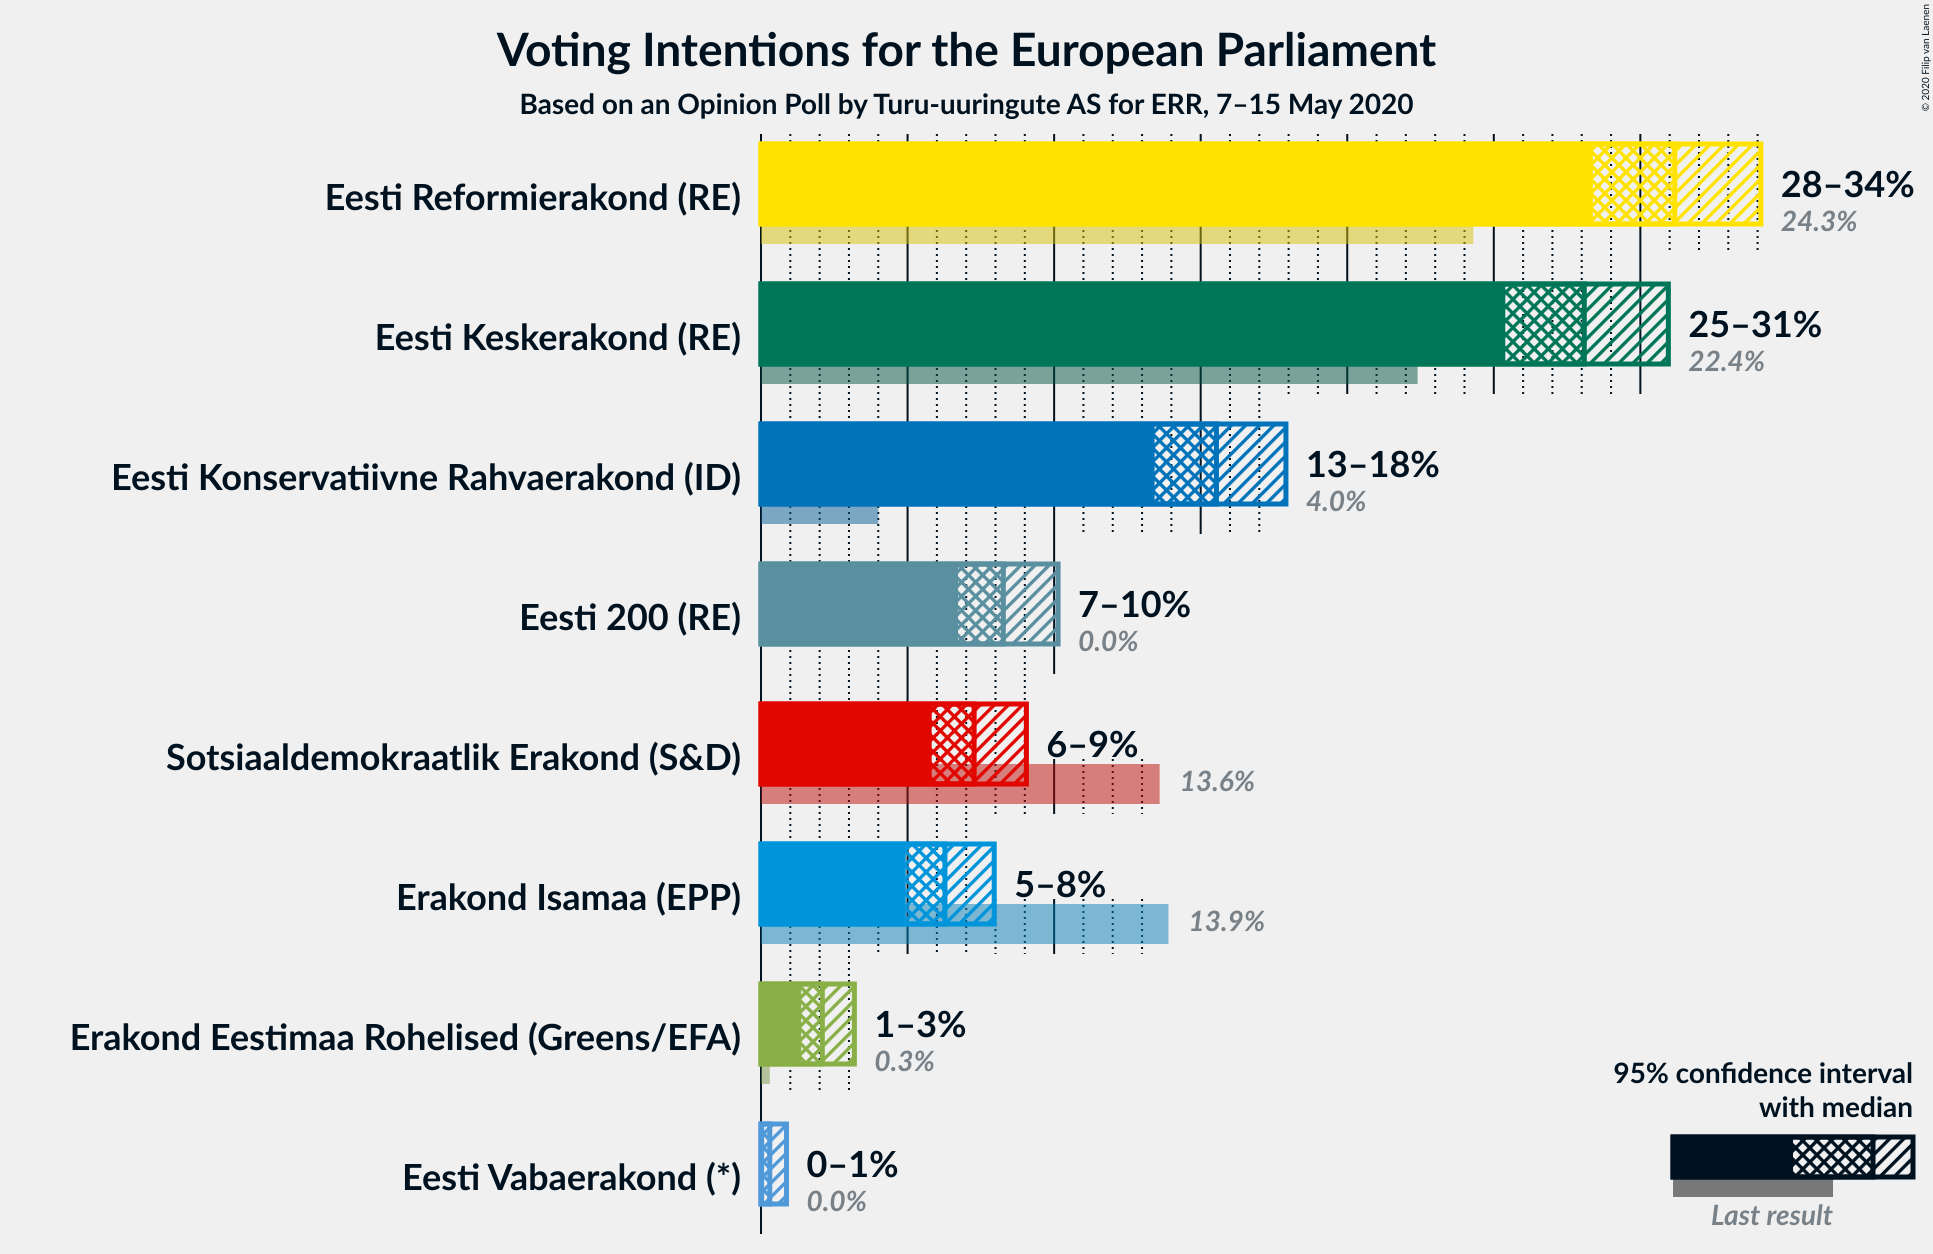 Voting Intentions for the European Parliament
Based on an Opinion Poll by Turu-uuringute AS for ERR, 7–15 May 2020
© 2020 Filip van Laenen
Eesti Reformierakond (RE)
28–34%
24.3%
Eesti Keskerakond (RE)
25–31%
22.4%
Eesti Konservatiivne Rahvaerakond (ID)
13–18%
4.0%
Eesti 200 (RE)
7–10%
0.0%
Sotsiaaldemokraatlik Erakond (S&D)
6–9%
13.6%
Erakond Isamaa (EPP)
5–8%
13.9%
Erakond Eestimaa Rohelised (Greens/EFA)
1–3%
0.3%
Eesti Vabaerakond (*)
0–1%
0.0%
95% confidence interval
with median
Last result